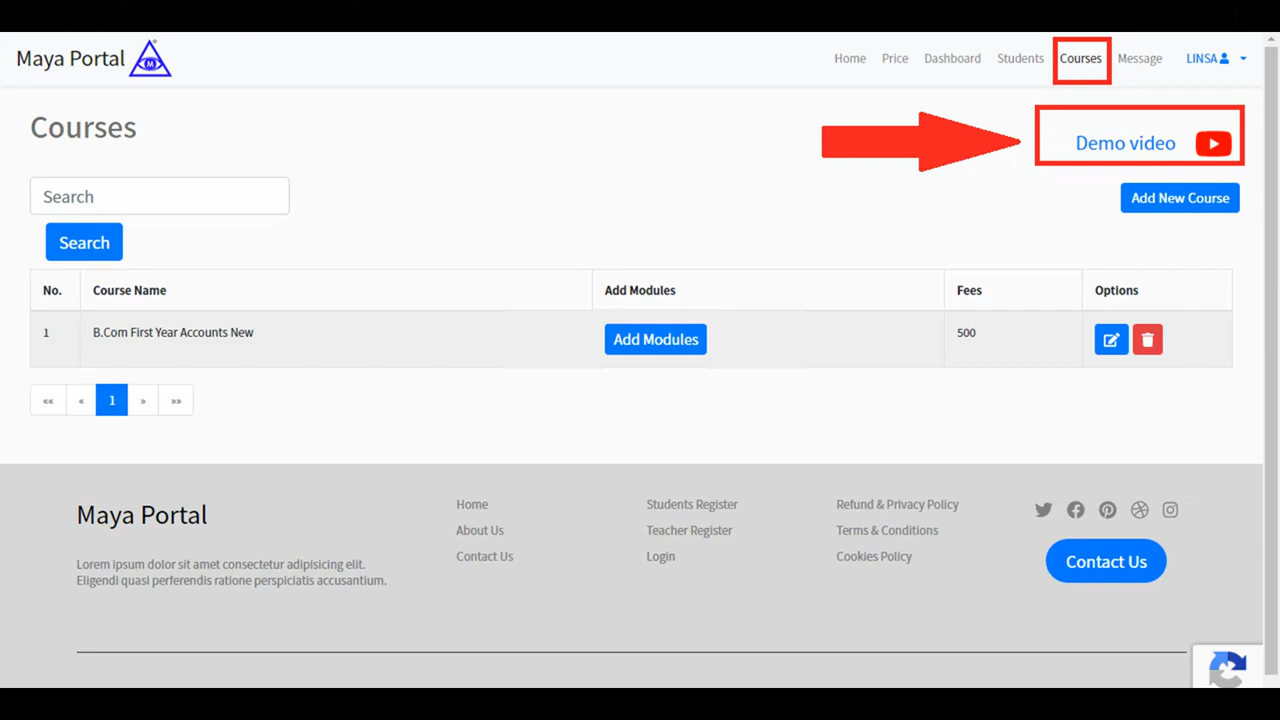 Maya Portal
M
Home Price Dashboard Students Courses Message LINSA
Courses
Demo video
Search
Add New Course
Search
No. Course Name Add Modules Fees Options
1 B.Com First Year Accounts New Add Modules 500
«« « 1 » »»
Maya Portal
Lorem ipsum dolor sit amet consectetur adipisicing elit.
Eligendi quasi perferendis ratione perspiciatis accusantium.
Home
About Us
Contact Us
Students Register
Teacher Register
Login
Refund & Privacy Policy
Terms & Conditions
Cookies Policy
Contact Us